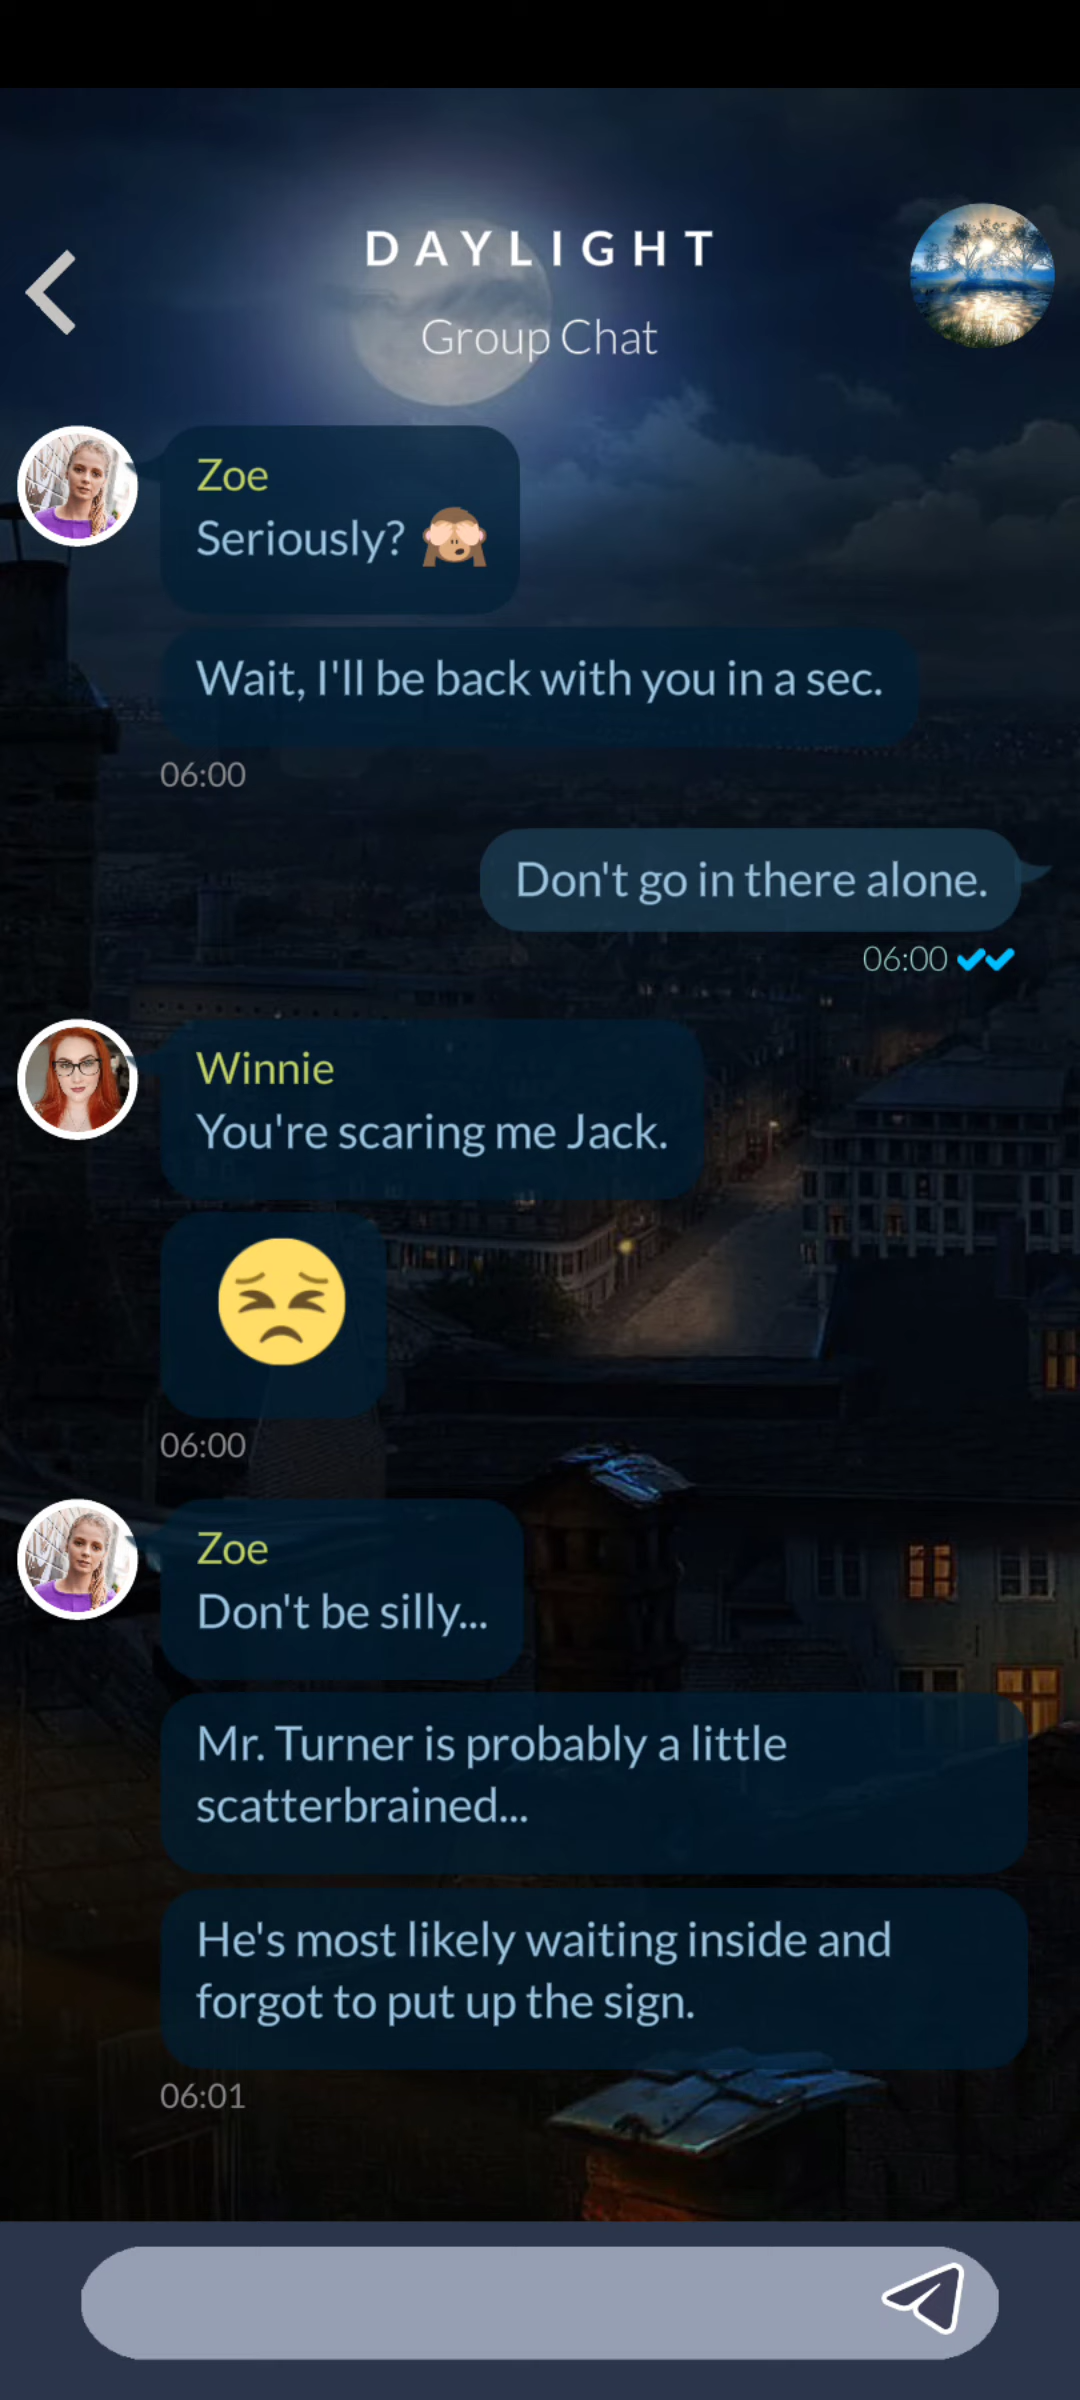 DAYLIGHT
Group Chat
Zoe
Seriously? 🙈
Wait, I'll be back with you in a sec.
06:00
Don't go in there alone.
06:00
Winnie
You're scaring me Jack.
😣
06:00
Zoe
Don't be silly...
Mr. Turner is probably a little
scatterbrained...
He's most likely waiting inside and
forgot to put up the sign.
06:01